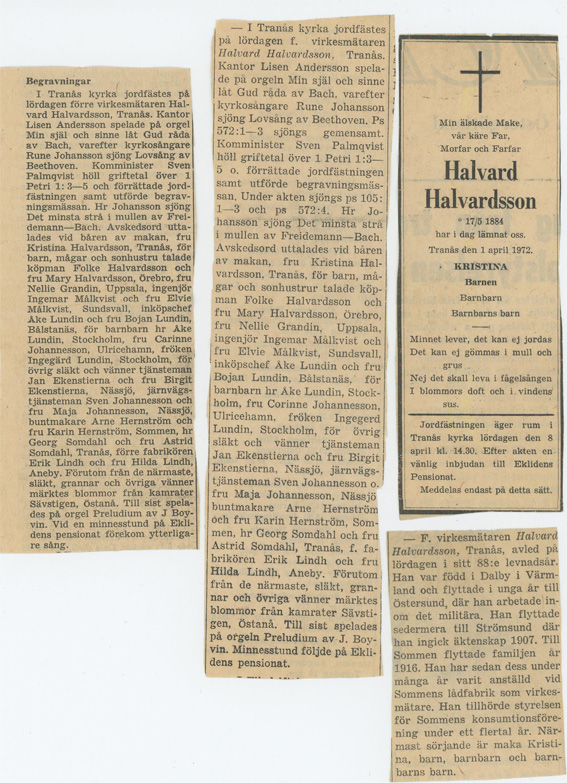 Begravningar
I Tranås kyrka jordfästes på
lördagen förre virkesmätaren Hal-
vard Halvardsson, Tranås. Kantor
Lisen Andersson spelade på orgel
Min själ och sinne låt Gud råda
av Bach, varefter kyrkosångare
Rune Johansson sjöng Lovsång av
Beethoven. Komminister Sven
Palmqvist höll griftetal över 1
Petri 1: 3—5 och förrättade jord-
fästningen samt utförde begrav-
ningsmässan. Hr Johansson sjöng
Det minsta strå i mullen av Frei-
demann—Bach. Avskedsord utta-
lades vid båren av makan, fru
Kristina Halvardsson, Tranås, för
barn, mågar och sonhustru talade
köpman Folke Halvardsson och
fru Mary Halvardsson, Örebro, fru
Nellie Grandin, Uppsala, ingenjör
Ingemar Målkvist och fru Elvie
Målkvist, Sundsvall, inköpschef
Ake Lundin och fru Bojan Lundin,
Bålstanäs, för barnbarn hr Ake
Lundin, Stockholm, fru Carinne
Johannesson, Ulricehamn, fröken
Ingegärd Lundin, Stockholm, för
övrig släkt och vänner tjänsteman
Jan Ekenstierna och fru Birgit
Ekenstierna, Nässjö, järnvägs-
tjänsteman Sven Johannesson och
fru Maja Johannesson, Nässjö,
buntmakare Arne Hernström och
fru Karin Hernström, Sommen, hr
Georg Somdahl och fru Astrid
Somdahl, Tranås, förre fabrikören
Erik Lindh och fru Hilda Lindh,
Aneby. Förutom från de närmaste,
släkt, grannar och övriga vänner
märktes blommor från kamrater
Sävstigen, Östanå. Till sist spela-
des på orgel Preludium av J Boy-
vin. Vid en minnesstund på Ekli-
dens pensionat förekom ytterliga-
re sång.
— I Tranås kyrka jordfästes
på lördagen f. virkesmätaren
Halvard Halvardsson, Tranås.
Kantor Lisen Andersson spela-
de på orgeln Min själ och sinne
låt Gud råda av Bach, varefter
kyrkosångare Rune Johansson
sjöng Lovsång av Beethoven. Ps
572:1—3 sjöngs gemensamt.
Komminister Sven Palmqvist
höll griftetal över 1 Petri 1:3—
5 o. förrättade jordfästningen
samt utförde begravningsmäs-
san. Under akten sjöngs ps 105:
1—3 och ps 572:4. Hr Jo-
hansson sjöng Det minsta strå
i mullen av Freidemann—Bach.
Avskedsord uttalades vid båren
av makan, fru Kristina Hal-
vardsson, Tranås, för barn, må-
gar och sonhustrur talade köp-
man Folke Halvardsson och
fru Mary Halvardsson, Örebro,
fru Nellie Grandin, Uppsala,
ingenjör Ingemar Målkvist och
fru Elvie Målkvist, Sundsvall,
inköpschef Ake Lundin och fru
Bojan Lundin, Bålstanäs, för
barnbarn hr Ake Lundin, Stock-
holm, fru Corinne Johannesson,
Ulricehamn, fröken Ingegerd
Lundin, Stockholm, för övrig
släkt och vänner tjänsteman
Jan Ekenstierna och fru Birgit
Ekenstierna, Nässjö, järnvägs-
tjänsteman Sven Johannesson o.
fru Maja Johannesson, Nässjö
buntmakare Arne Hernström
och fru Karin Hernström, Som-
men, hr Georg Somdahl och fru
Astrid Somdahl, Tranås, f. fa-
brikören Erik Lindh och fru
Hilda Lindh, Aneby. Förutom
från de närmaste, släkt, gran-
nar och övriga vänner märktes
blommor från kamrater Sävsti-
gen, Östanå. Till sist spelades
på orgeln Preludium av J. Boy-
vin. Minnesstund följde på Ekli-
dens pensionat.
Min älskade Make,
vår käre Far,
Morfar och Farfar
Halvard
Halvardsson
* 17/5 1884
har i dag lämnat oss.
Tranås den 1 april 1972.
KRISTINA
Barnen
Barnbarn
Barnbarns barn
Minnet lever, det kan ej jordas
Det kan ej gömmas i mull och
grus
Nej det skall leva i fågelsången
I blommors doft och i vindens
sus.
Jordfästningen äger rum i
Tranås kyrka lördagen den 8
april kl. 14.30. Efter akten en
vänlig inbjudan till Eklidens
Pensionat.
Meddelas endast på detta sätt.
— F. virkesmätaren Halvard
Halvardsson, Tranås, avled på
lördagen i sitt 88:e levnadsår.
Han var född i Dalby i Värm-
land och flyttade i unga år till
Östersund, där han arbetade in-
om det militära. Han flyttade
sedermera till Strömsund där
han ingick äktenskap 1907. Till
Sommen flyttade familjen år
1916. Han har sedan dess under
många år varit anställd vid
Sommens lådfabrik som virkes-
mätare. Han tillhörde styrelsen
för Sommens konsumtionsföre-
ning under ett flertal år. När-
mast sörjande är maka Kristi-
na, barn, barnbarn och barn-
barns barn.